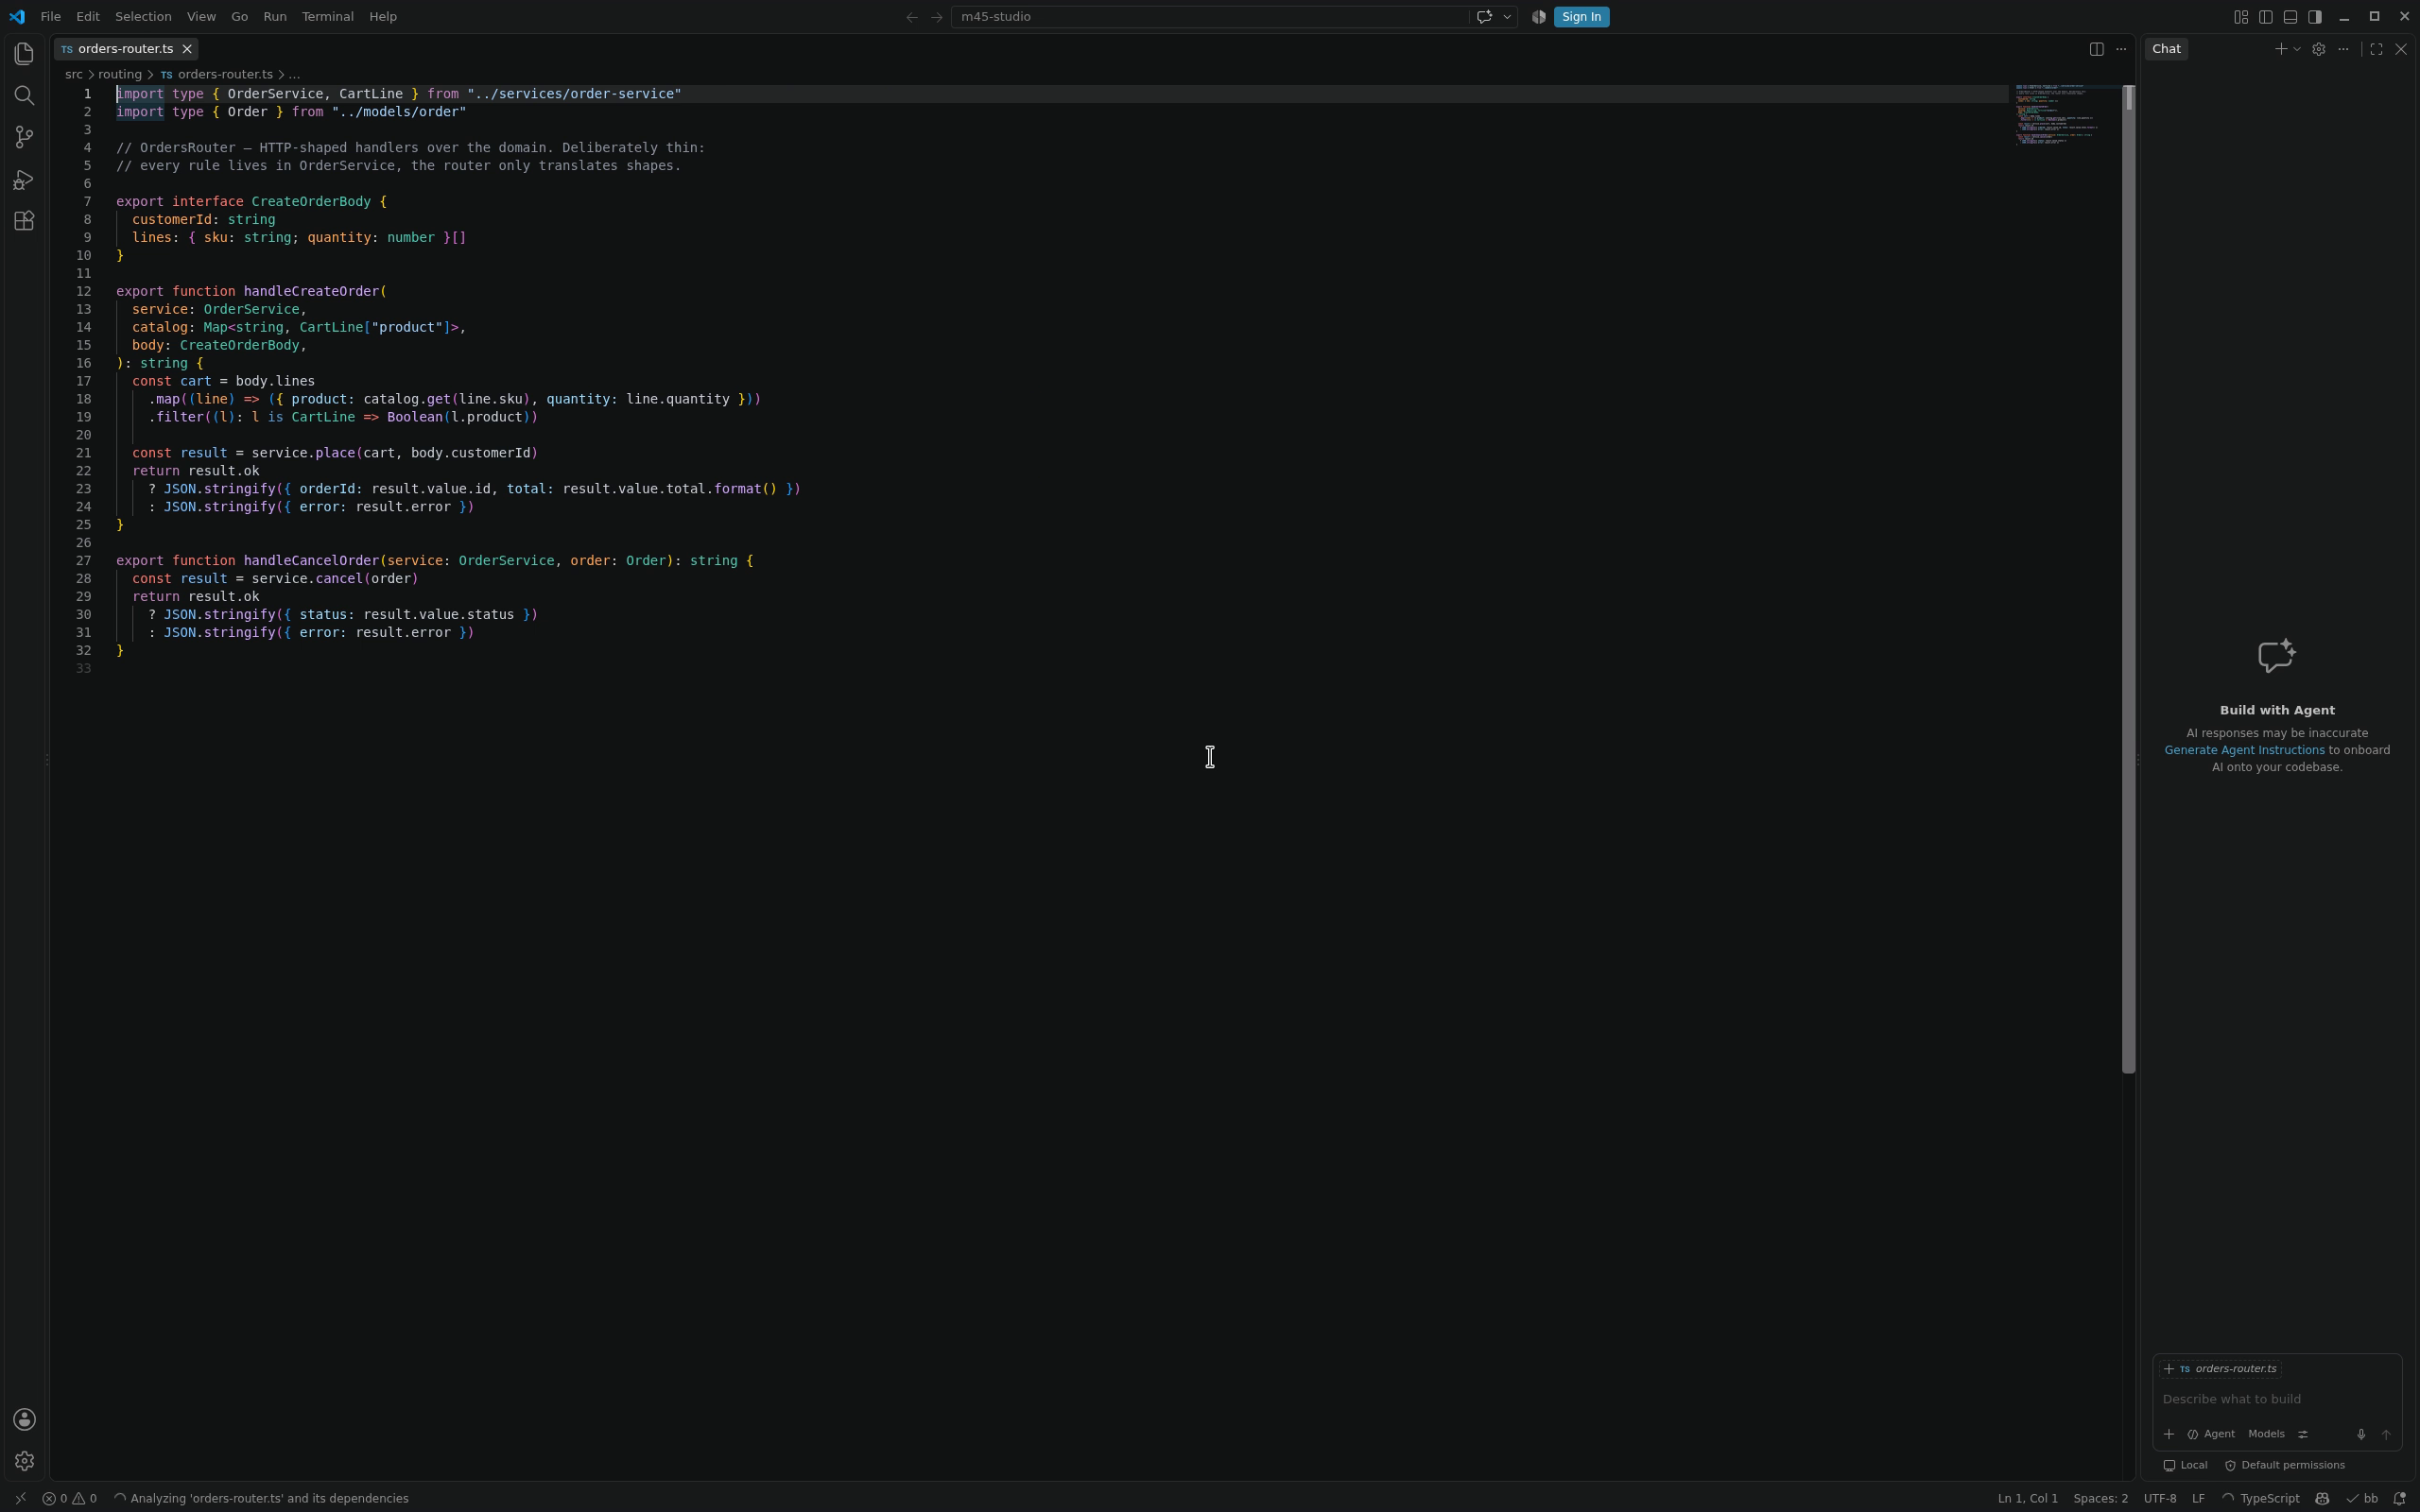 File Edit Selection View Go Run Terminal Help
m45-studio
Sign In
TS orders-router.ts
src > routing > TS orders-router.ts > ...
1 import type { OrderService, CartLine } from "../services/order-service"
2 import type { Order } from "../models/order"
3
4 // OrdersRouter — HTTP-shaped handlers over the domain. Deliberately thin:
5 // every rule lives in OrderService, the router only translates shapes.
6
7 export interface CreateOrderBody {
8   customerId: string
9   lines: { sku: string; quantity: number }[]
10 }
11
12 export function handleCreateOrder(
13   service: OrderService,
14   catalog: Map<string, CartLine["product"]>,
15   body: CreateOrderBody,
16 ): string {
17   const cart = body.lines
18     .map((line) => ({ product: catalog.get(line.sku), quantity: line.quantity }))
19     .filter((l): l is CartLine => Boolean(l.product))
20
21   const result = service.place(cart, body.customerId)
22   return result.ok
23     ? JSON.stringify({ orderId: result.value.id, total: result.value.total.format() })
24     : JSON.stringify({ error: result.error })
25 }
26
27 export function handleCancelOrder(service: OrderService, order: Order): string {
28   const result = service.cancel(order)
29   return result.ok
30     ? JSON.stringify({ status: result.value.status })
31     : JSON.stringify({ error: result.error })
32 }
33
Chat
Build with Agent
AI responses may be inaccurate
Generate Agent Instructions to onboard
AI onto your codebase.
TS orders-router.ts
Describe what to build
Agent Models
Local Default permissions
0 0 Analyzing 'orders-router.ts' and its dependencies
Ln 1, Col 1 Spaces: 2 UTF-8 LF TypeScript bb